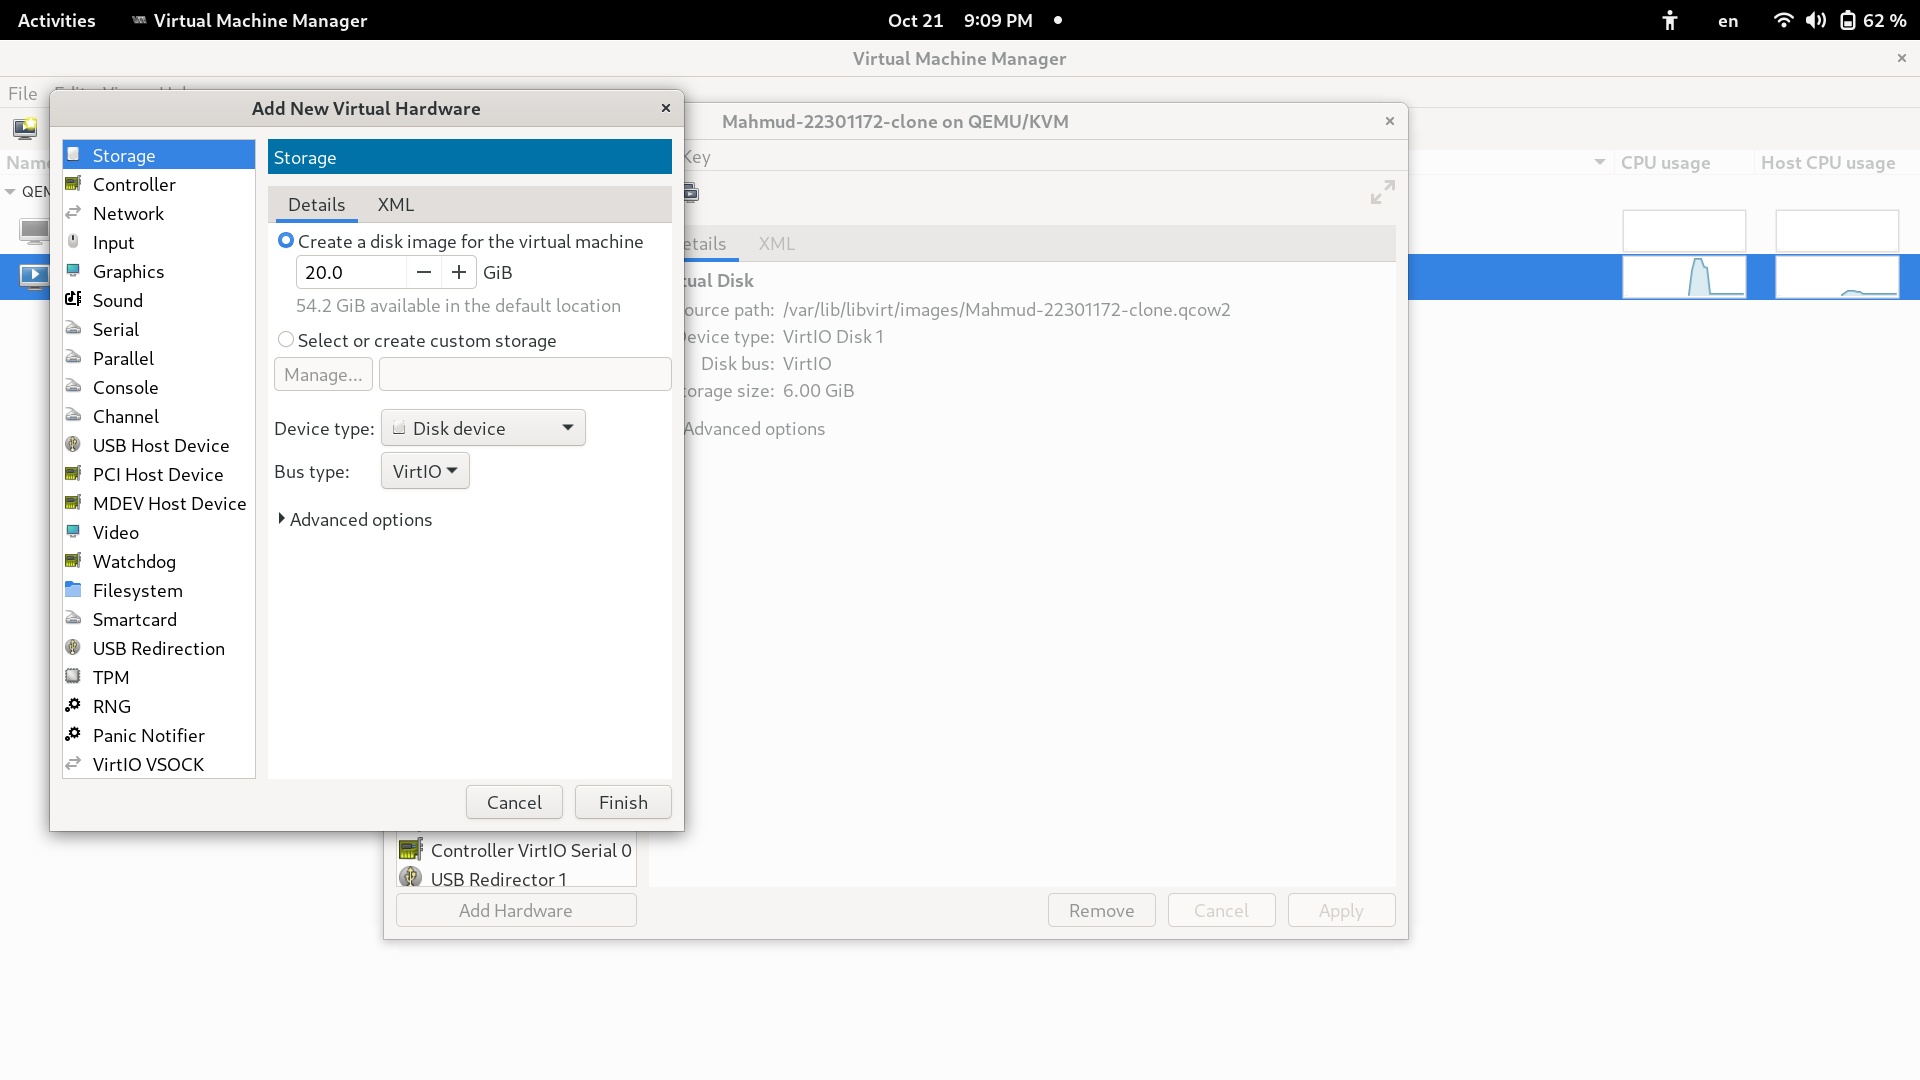 Activities
Virtual Machine Manager
Oct 21 9:09 PM
en
62 %
Virtual Machine Manager
File
Add New Virtual Hardware
Mahmud-22301172-clone on QEMU/KVM
Key
Name
CPU usage
Host CPU usage
QEM
Storage
Controller
Network
Input
Graphics
Sound
Serial
Parallel
Console
Channel
USB Host Device
PCI Host Device
MDEV Host Device
Video
Watchdog
Filesystem
Smartcard
USB Redirection
TPM
RNG
Panic Notifier
VirtIO VSOCK
Storage
Details XML
Create a disk image for the virtual machine
20.0 − + GiB
54.2 GiB available in the default location
Select or create custom storage
Manage...
Device type: Disk device
Bus type: VirtIO
Advanced options
Cancel Finish
etails XML
tual Disk
ource path: /var/lib/libvirt/images/Mahmud-22301172-clone.qcow2
evice type: VirtIO Disk 1
Disk bus: VirtIO
torage size: 6.00 GiB
Advanced options
Controller VirtIO Serial 0
USB Redirector 1
Add Hardware
Remove Cancel Apply